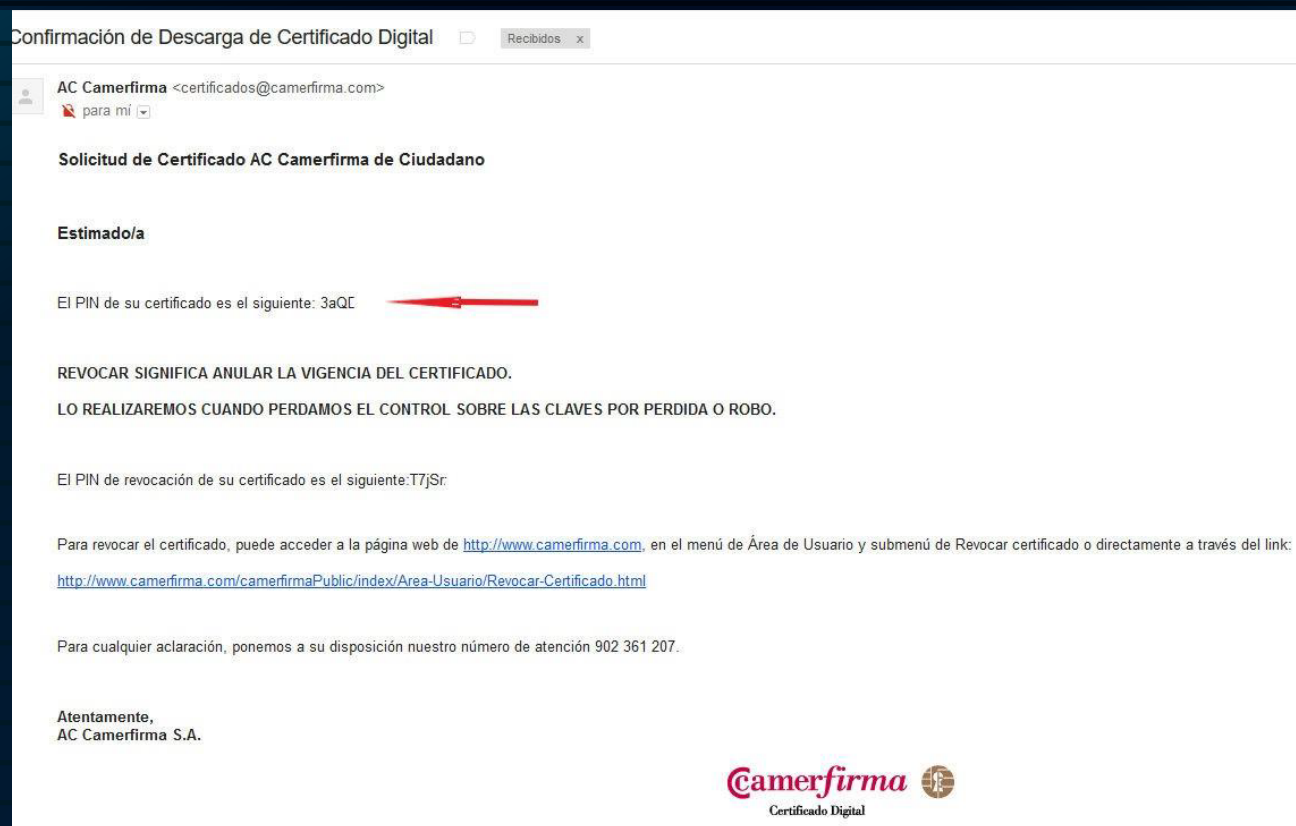 Confirmación de Descarga de Certificado Digital
Recibidos x
AC Camerfirma <certificados@camerfirma.com>
para mí
Solicitud de Certificado AC Camerfirma de Ciudadano
Estimado/a
El PIN de su certificado es el siguiente:
REVOCAR SIGNIFICA ANULAR LA VIGENCIA DEL CERTIFICADO.
LO REALIZAREMOS CUANDO PERDAMOS EL CONTROL SOBRE LAS CLAVES POR PERDIDA O ROBO.
El PIN de revocación de su certificado es el siguiente:
Para revocar el certificado, puede acceder a la página web de http://www.camerfirma.com, en el menú de Área de Usuario y submenú de Revocar certificado o directamente a través del link:
http://www.camerfirma.com/camerfirmaPublic/index/Area-Usuario/Revocar-Certificado.html
Para cualquier aclaración, ponemos a su disposición nuestro número de atención 902 361 207.
Atentamente,
AC Camerfirma S.A.
Camerfirma
Certificado Digital